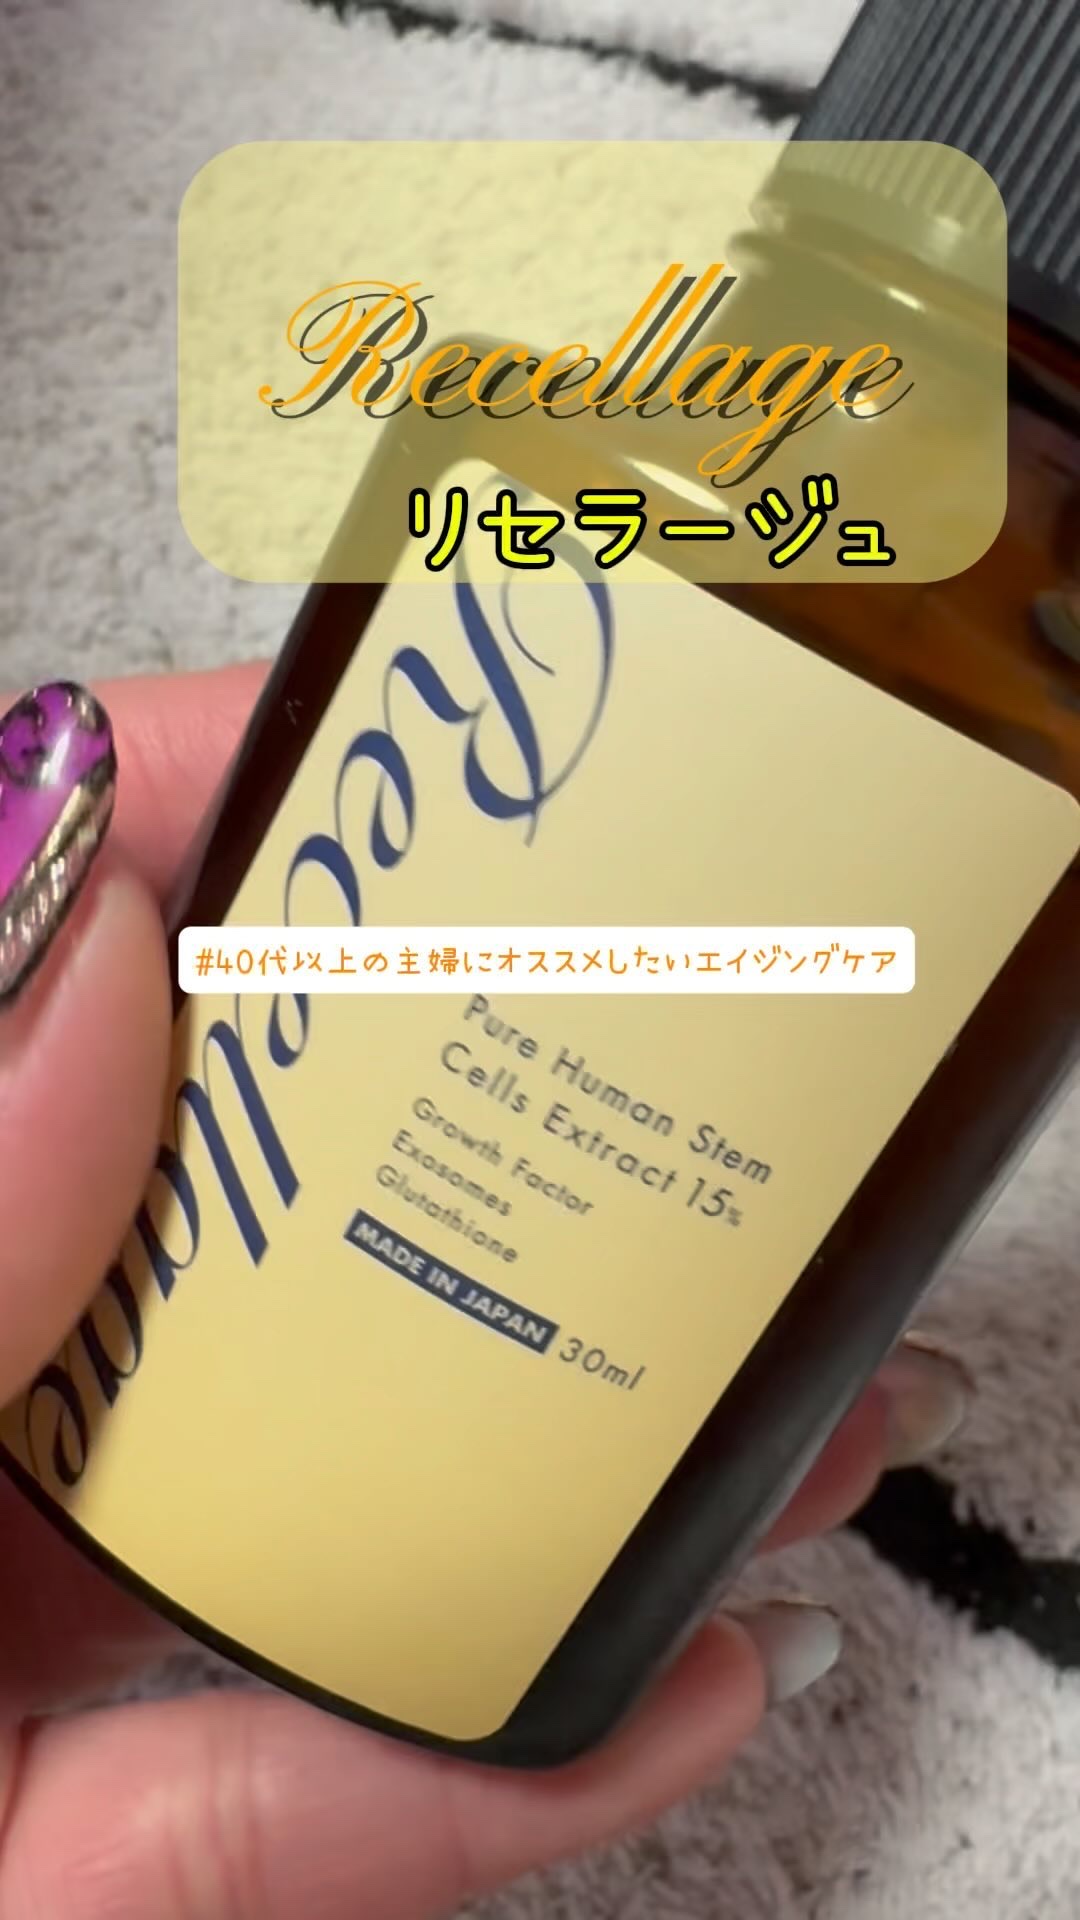 Recellage
リセラージュ
Recellage
#40代以上の主婦にオススメしたいエイジングケア
Pure Human Stem
Cells Extract 15%
Growth Factor
Exosomes
Glutathione
MADE IN JAPAN 30ml